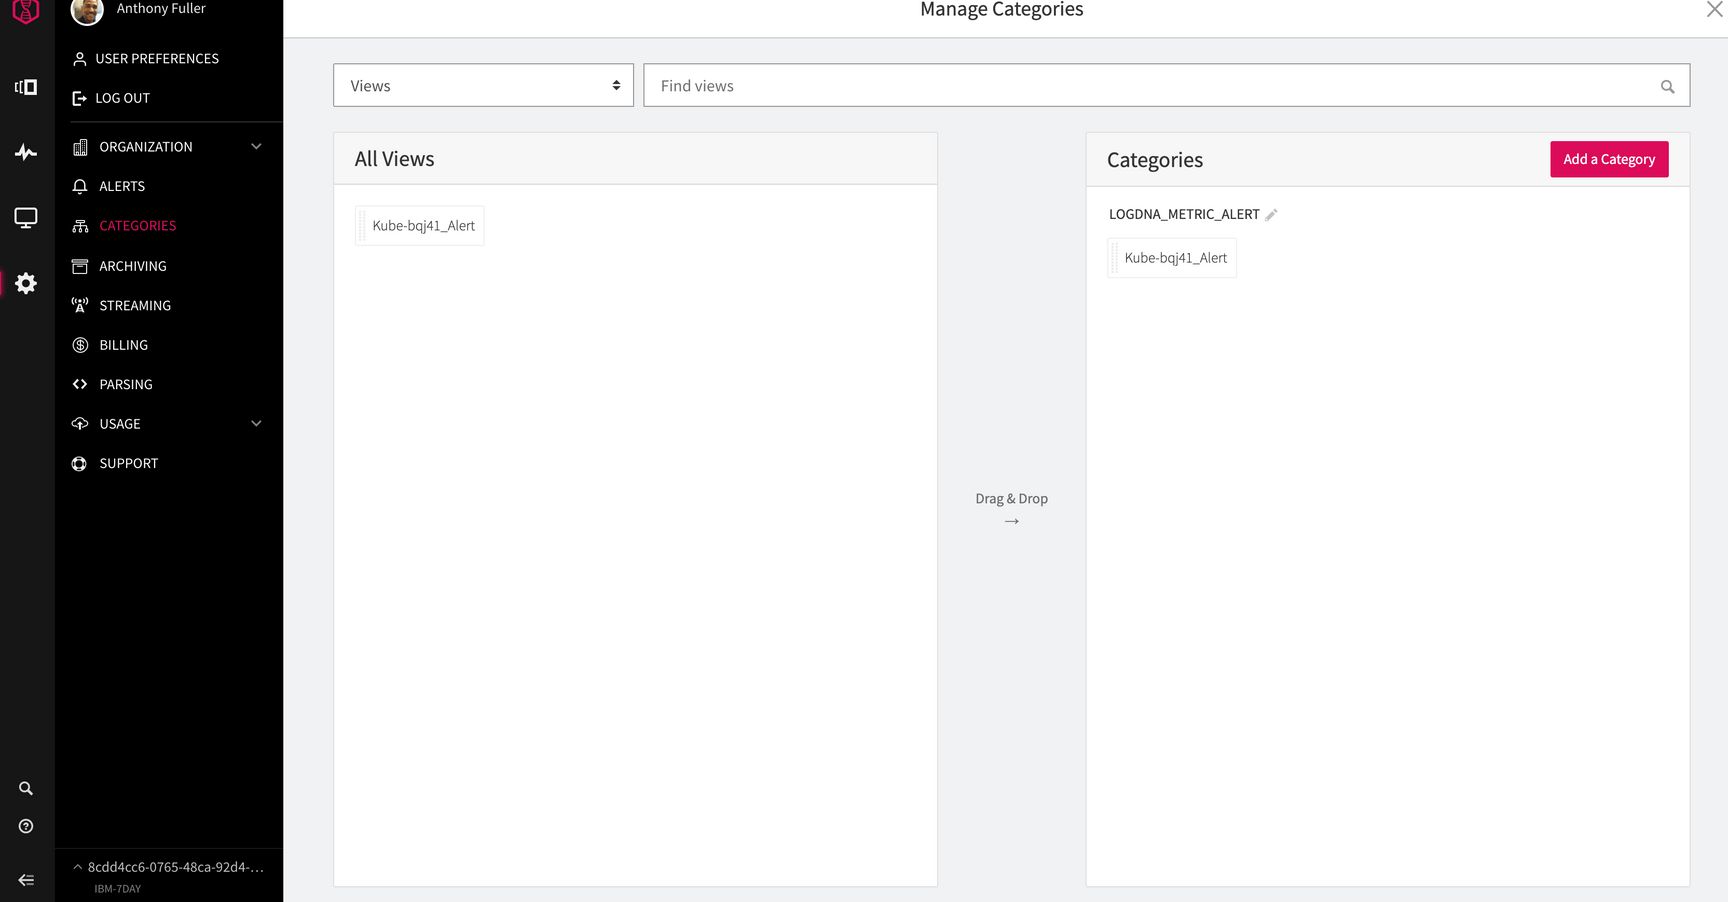 Anthony Fuller
USER PREFERENCES
LOG OUT
ORGANIZATION
ALERTS
CATEGORIES
ARCHIVING
STREAMING
BILLING
PARSING
USAGE
SUPPORT
8cdd4cc6-0765-48ca-92d4-...
IBM-7DAY
Manage Categories
Views
Find views
All Views
Kube-bqj41_Alert
Drag & Drop
→
Categories
Add a Category
LOGDNA_METRIC_ALERT
Kube-bqj41_Alert